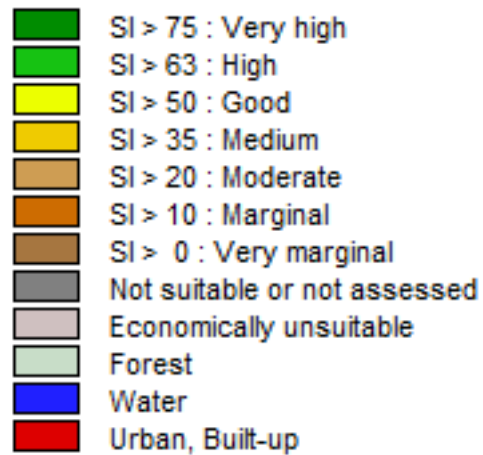 SI > 75 : Very high
SI > 63 : High
SI > 50 : Good
SI > 35 : Medium
SI > 20 : Moderate
SI > 10 : Marginal
SI >  0 : Very marginal
Not suitable or not assessed
Economically unsuitable
Forest
Water
Urban, Built-up